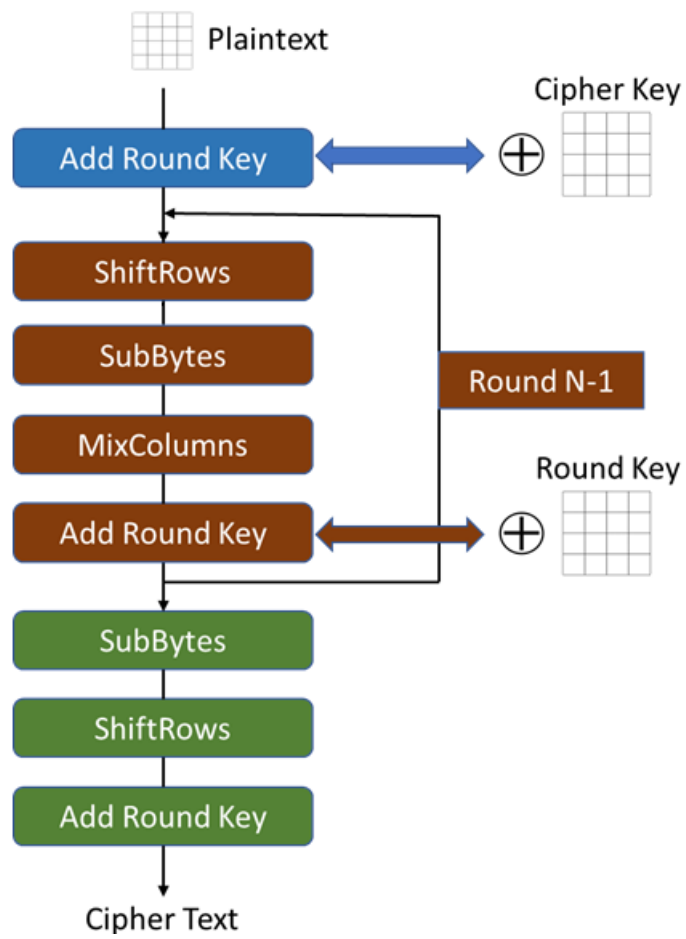 Plaintext
Cipher Key
Add Round Key
ShiftRows
SubBytes
Round N-1
MixColumns
Round Key
Add Round Key
SubBytes
ShiftRows
Add Round Key
Cipher Text